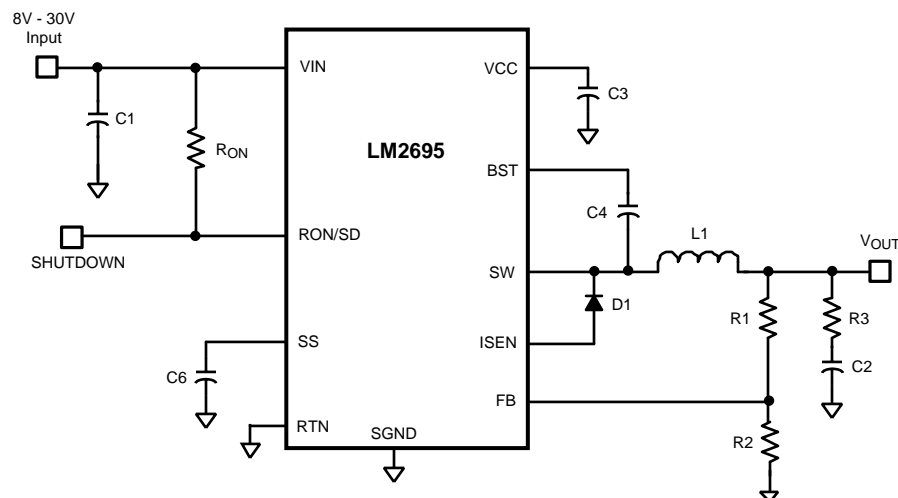 8V - 30V
Input
VIN
VCC
C3
C1
RON
LM2695
BST
C4
L1
VOUT
RON/SD
SHUTDOWN
SW
D1
R1
R3
ISEN
C2
SS
C6
FB
RTN
SGND
R2